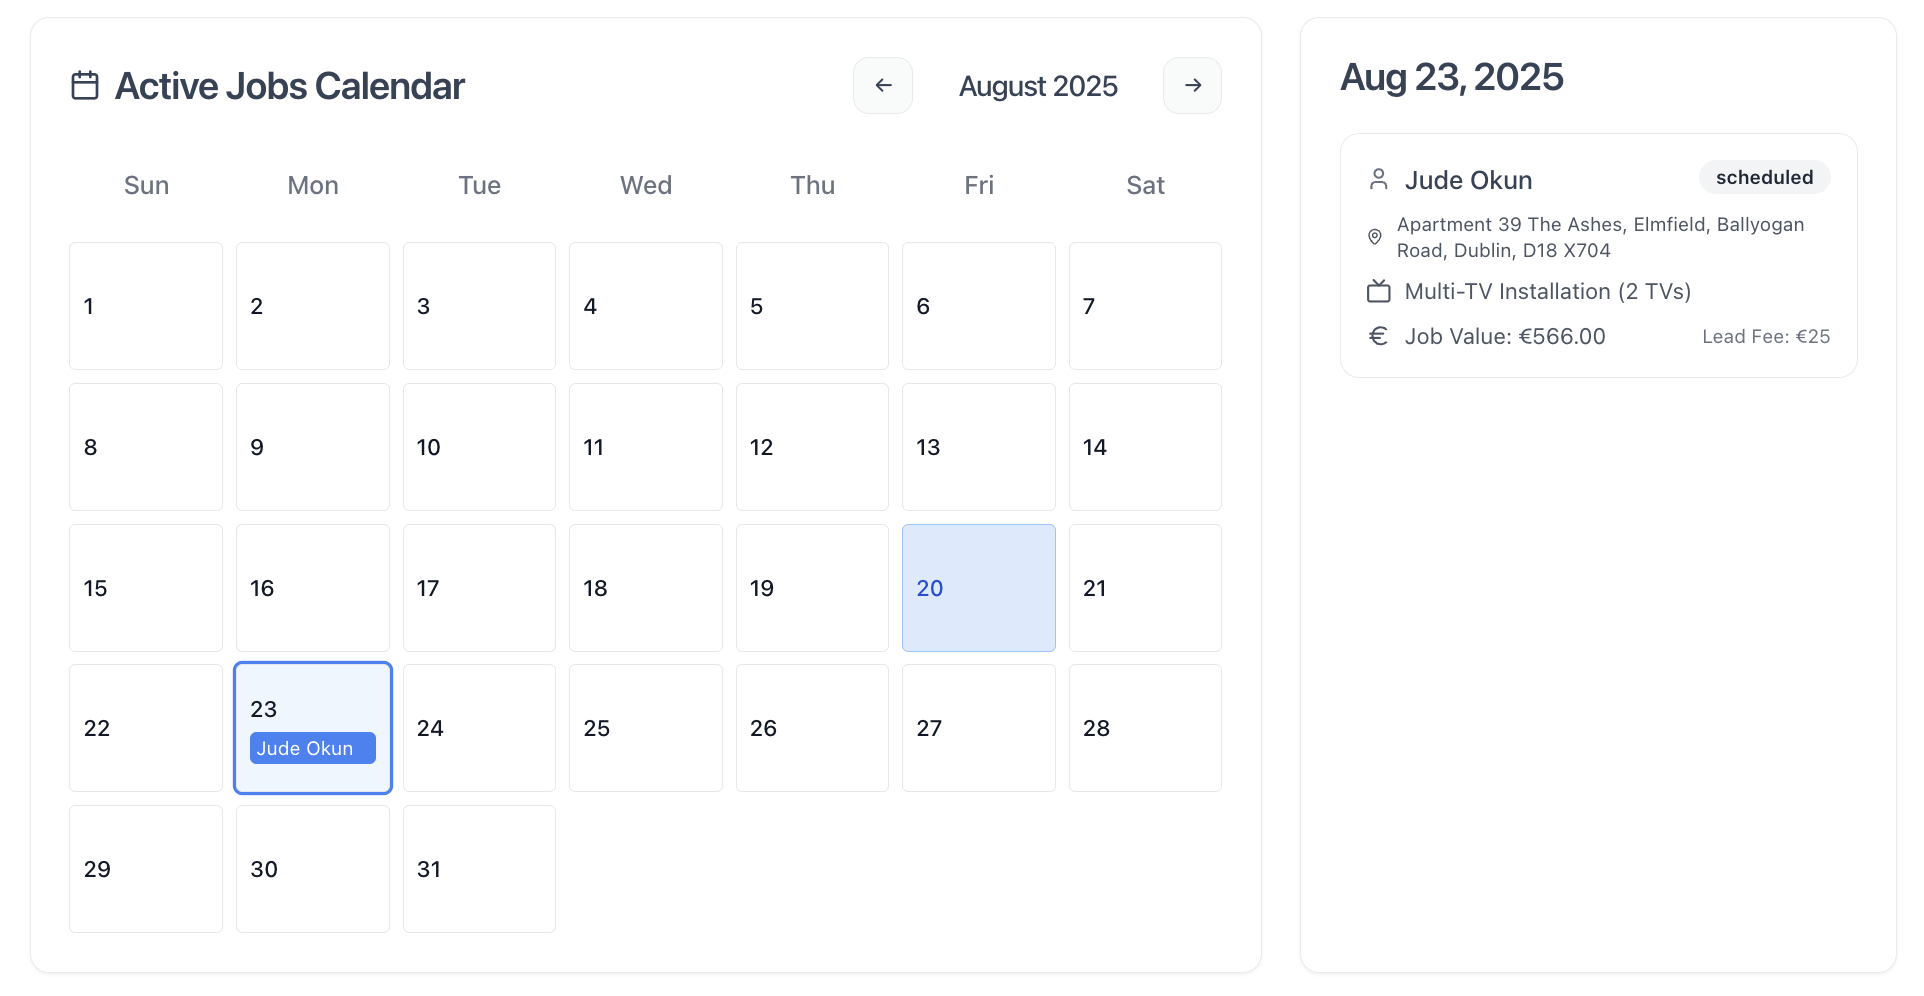 Active Jobs Calendar
August 2025
Sun Mon Tue Wed Thu Fri Sat
1 2 3 4 5 6 7
8 9 10 11 12 13 14
15 16 17 18 19 20 21
22 23 24 25 26 27 28
Jude Okun
29 30 31
Aug 23, 2025
Jude Okun scheduled
Apartment 39 The Ashes, Elmfield, Ballyogan
Road, Dublin, D18 X704
Multi-TV Installation (2 TVs)
€ Job Value: €566.00 Lead Fee: €25